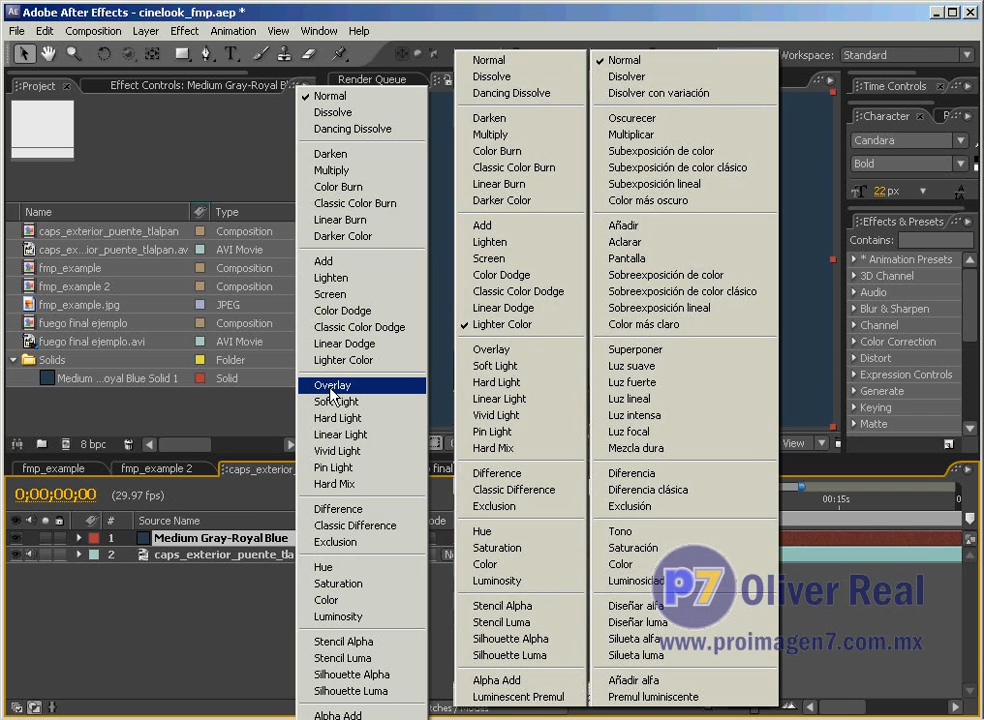 Adobe After Effects - cinelook_fmp.aep *
File Edit Composition Layer Effect Animation View Window Help
Workspace: Standard
Project
Effect Controls: Medium Gray-Royal B
Render Queue
Name Type
caps_exterior_puente_tlalpan Composition
caps_ex...ior_puente_tlalpan.av AVI Movie
fmp_example Composition
fmp_example 2 Composition
fmp_example.jpg JPEG
fuego final ejemplo Composition
fuego final ejemplo.avi AVI Movie
Solids Folder
Medium ...oyal Blue Solid 1 Solid
8 bpc
Normal
Dissolve
Dancing Dissolve
Darken
Multiply
Color Burn
Classic Color Burn
Linear Burn
Darker Color
Add
Lighten
Screen
Color Dodge
Classic Color Dodge
Linear Dodge
Lighter Color
Overlay
Soft Light
Hard Light
Linear Light
Vivid Light
Pin Light
Hard Mix
Difference
Classic Difference
Exclusion
Hue
Saturation
Color
Luminosity
Stencil Alpha
Stencil Luma
Silhouette Alpha
Silhouette Luma
Alpha Add
Normal
Dissolve
Dancing Dissolve
Darken
Multiply
Color Burn
Classic Color Burn
Linear Burn
Darker Color
Add
Lighten
Screen
Color Dodge
Classic Color Dodge
Linear Dodge
Lighter Color
Overlay
Soft Light
Hard Light
Linear Light
Vivid Light
Pin Light
Hard Mix
Difference
Classic Difference
Exclusion
Hue
Saturation
Color
Luminosity
Stencil Alpha
Stencil Luma
Silhouette Alpha
Silhouette Luma
Alpha Add
Luminescent Premul
Normal
Disolver
Disolver con variación
Oscurecer
Multiplicar
Subexposición de color
Subexposición de color clásico
Subexposición lineal
Color más oscuro
Añadir
Aclarar
Pantalla
Sobreexposición de color
Sobreexposición de color clásico
Sobreexposición lineal
Color más claro
Superponer
Luz suave
Luz fuerte
Luz lineal
Luz intensa
Luz focal
Mezcla dura
Diferencia
Diferencia clásica
Exclusión
Tono
Saturación
Color
Luminosidad
Diseñar alfa
Diseñar luma
Silueta alfa
Silueta luma
Añadir alfa
Premul luminiscente
Time Controls
Character
Candara
Bold
22 px
Effects & Presets
Contains:
* Animation Presets
3D Channel
Audio
Blur & Sharpen
Channel
Color Correction
Distort
Expression Controls
Generate
Keying
Matte
View
fmp_example
fmp_example 2
caps_exterior_
final
0;00;00;00 (29.97 fps)
00:15s
# Source Name
ode
1 Medium Gray-Royal Blue
2 caps_exterior_puente_tla
P7 Oliver Real
www.proimagen7.com.mx